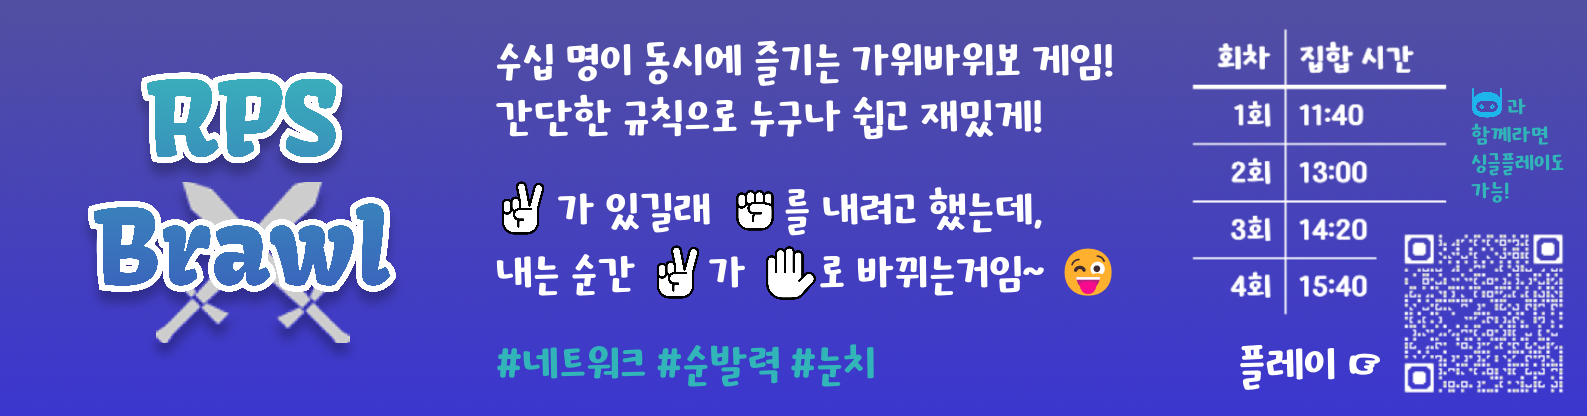 RPS
Brawl
수십 명이 동시에 즐기는 가위바위보 게임!
간단한 규칙으로 누구나 쉽고 재밌게!
✌가 있길래 ✊를 내려고 했는데,
내는 순간 ✌가 ✋로 바뀌는거임~ 😜
#네트워크 #순발력 #눈치
회차 집합 시간
1회 11:40
2회 13:00
3회 14:20
4회 15:40
과
함께라면
싱글플레이도
가능!
플레이 ☞